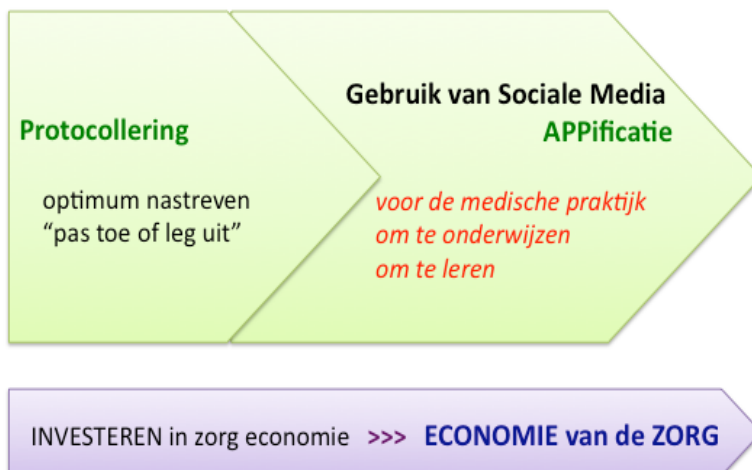 Protocollering
optimum nastreven
“pas toe of leg uit”
Gebruik van Sociale Media
APPificatie
voor de medische praktijk
om te onderwijzen
om te leren
INVESTEREN in zorg economie >>> ECONOMIE van de ZORG